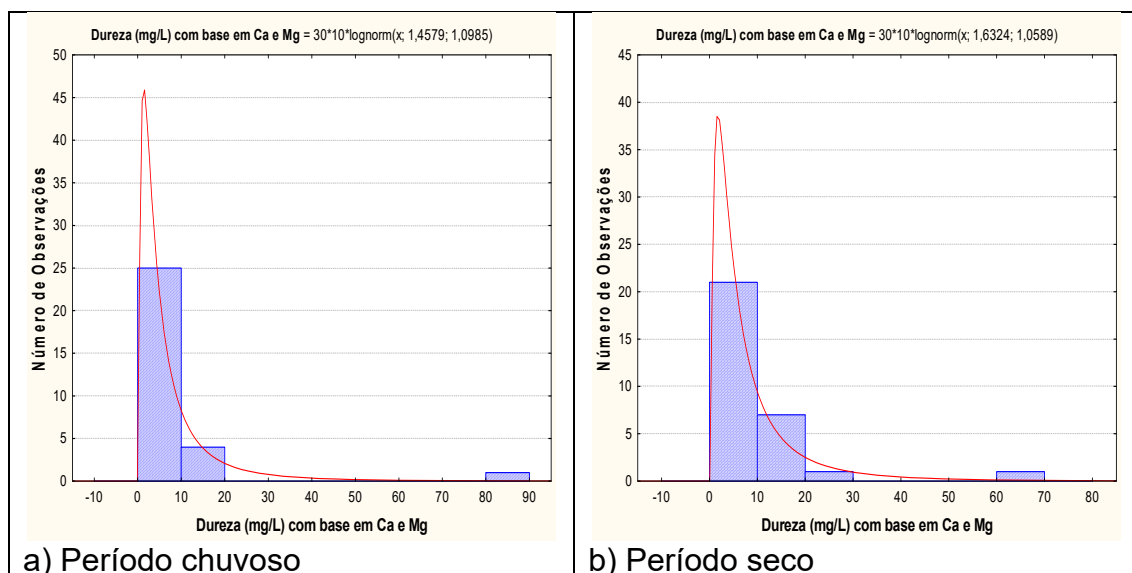 Dureza (mg/L) com base em Ca e Mg = 30*10*lognorm(x; 1,4579; 1,0985)
50
45
40
35
30
25
20
15
10
5
0
Número de Observações
-10 0 10 20 30 40 50 60 70 80 90
Dureza (mg/L) com base em Ca e Mg
a) Período chuvoso
Dureza (mg/L) com base em Ca e Mg = 30*10*lognorm(x; 1,6324; 1,0589)
45
40
35
30
25
20
15
10
5
0
Número de Observações
-10 0 10 20 30 40 50 60 70 80
Dureza (mg/L) com base em Ca e Mg
b) Período seco